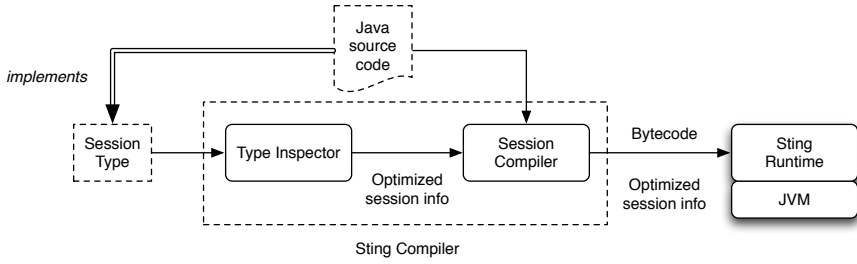 Java
source
code
implements
Session
Type
Type Inspector
Optimized
session info
Session
Compiler
Bytecode
Optimized
session info
Sting
Runtime
JVM
Sting Compiler